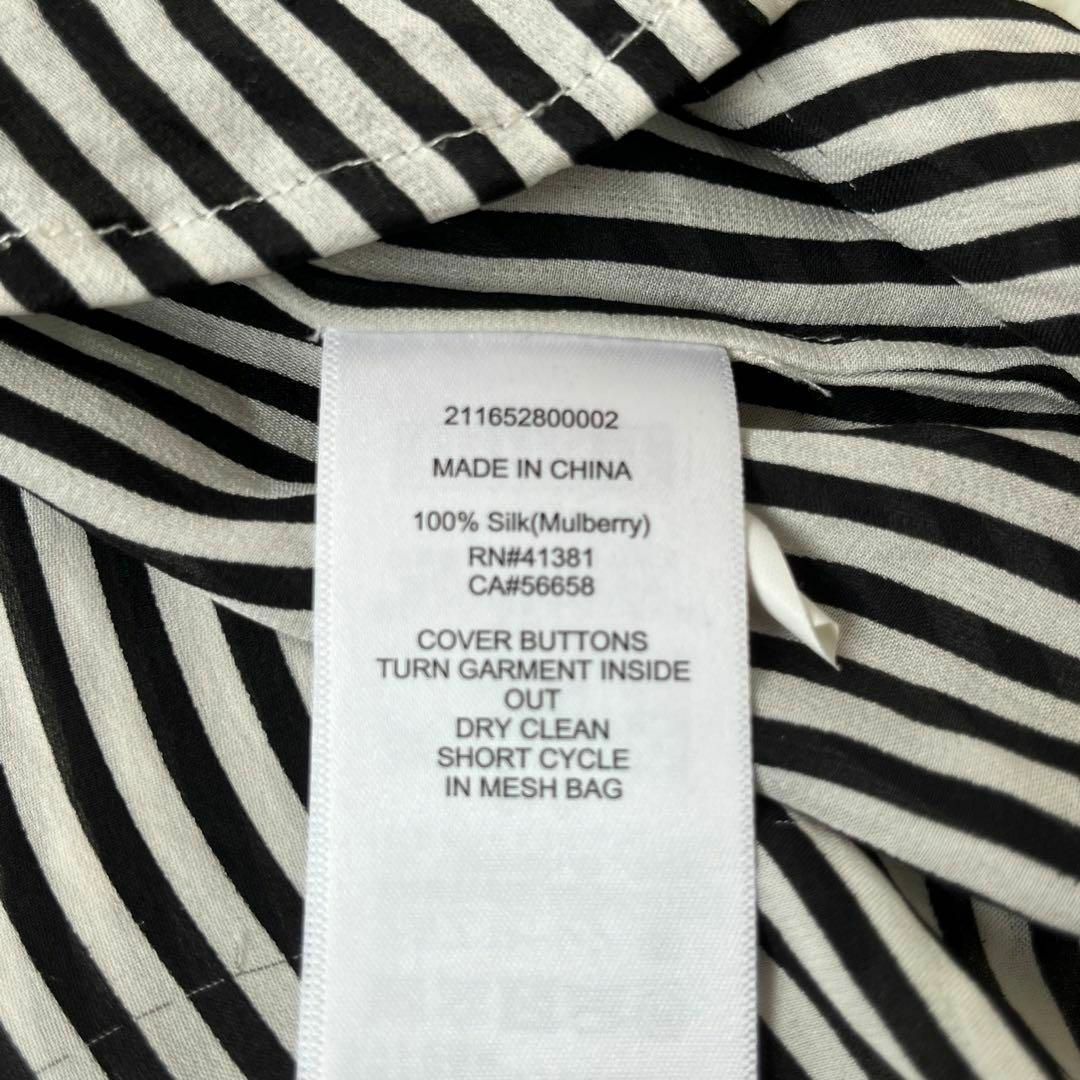 211652800002
MADE IN CHINA
100% Silk(Mulberry)
RN#41381
CA#56658
COVER BUTTONS
TURN GARMENT INSIDE
OUT
DRY CLEAN
SHORT CYCLE
IN MESH BAG